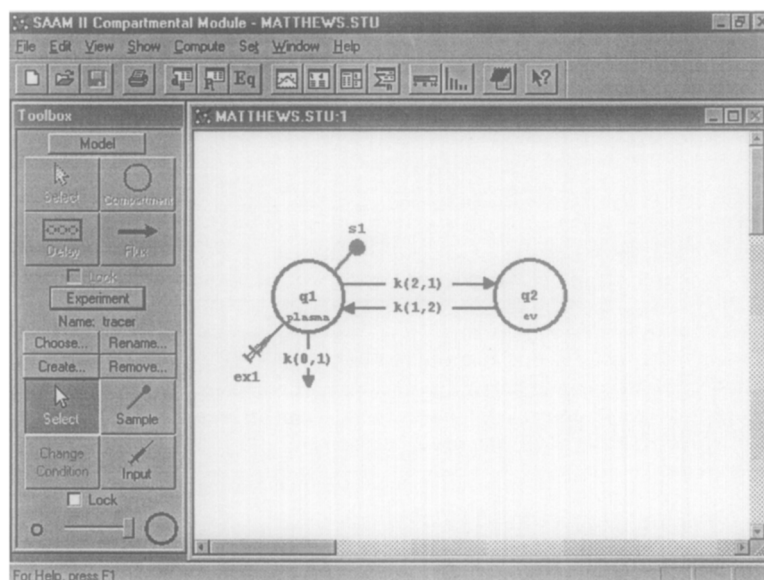 SAAM II Compartmental Module - MATTHEWS.STU
File Edit View Show Compute Set Window Help
Eq
Toolbox
Model
Select Compartment
Delay Flux
Lock
Experiment
Name: tracer
Choose... Rename...
Create... Remove...
Select Sample
Change Condition Input
Lock
MATTHEWS.STU:1
s1
q1
plasma
k(2,1)
k(1,2)
q2
ev
k(0,1)
ex1
For Help, press F1